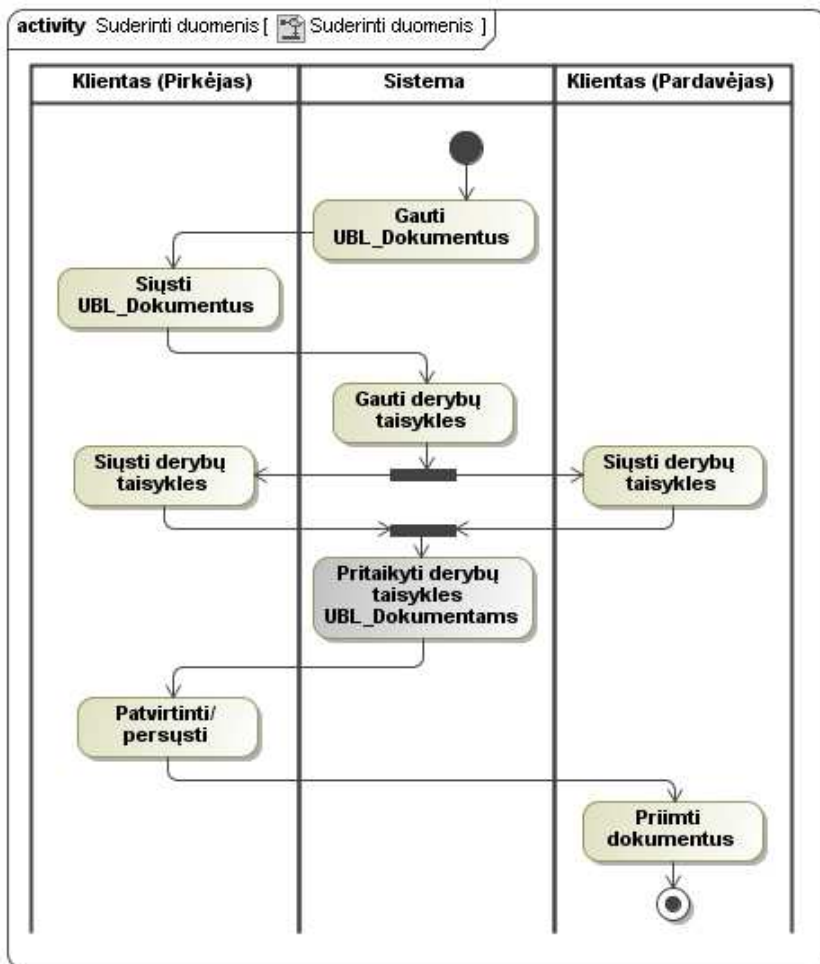 activity Suderinti duomenis [ Suderinti duomenis ]
Klientas (Pirkėjas)
Sistema
Klientas (Pardavėjas)
Gauti
UBL_Dokumentus
Siųsti
UBL_Dokumentus
Gauti derybų
taisykles
Siųsti derybų
taisykles
Siųsti derybų
taisykles
Pritaikyti derybų
taisykles
UBL_Dokumentams
Patvirtinti/
persųsti
Priimti
dokumentus